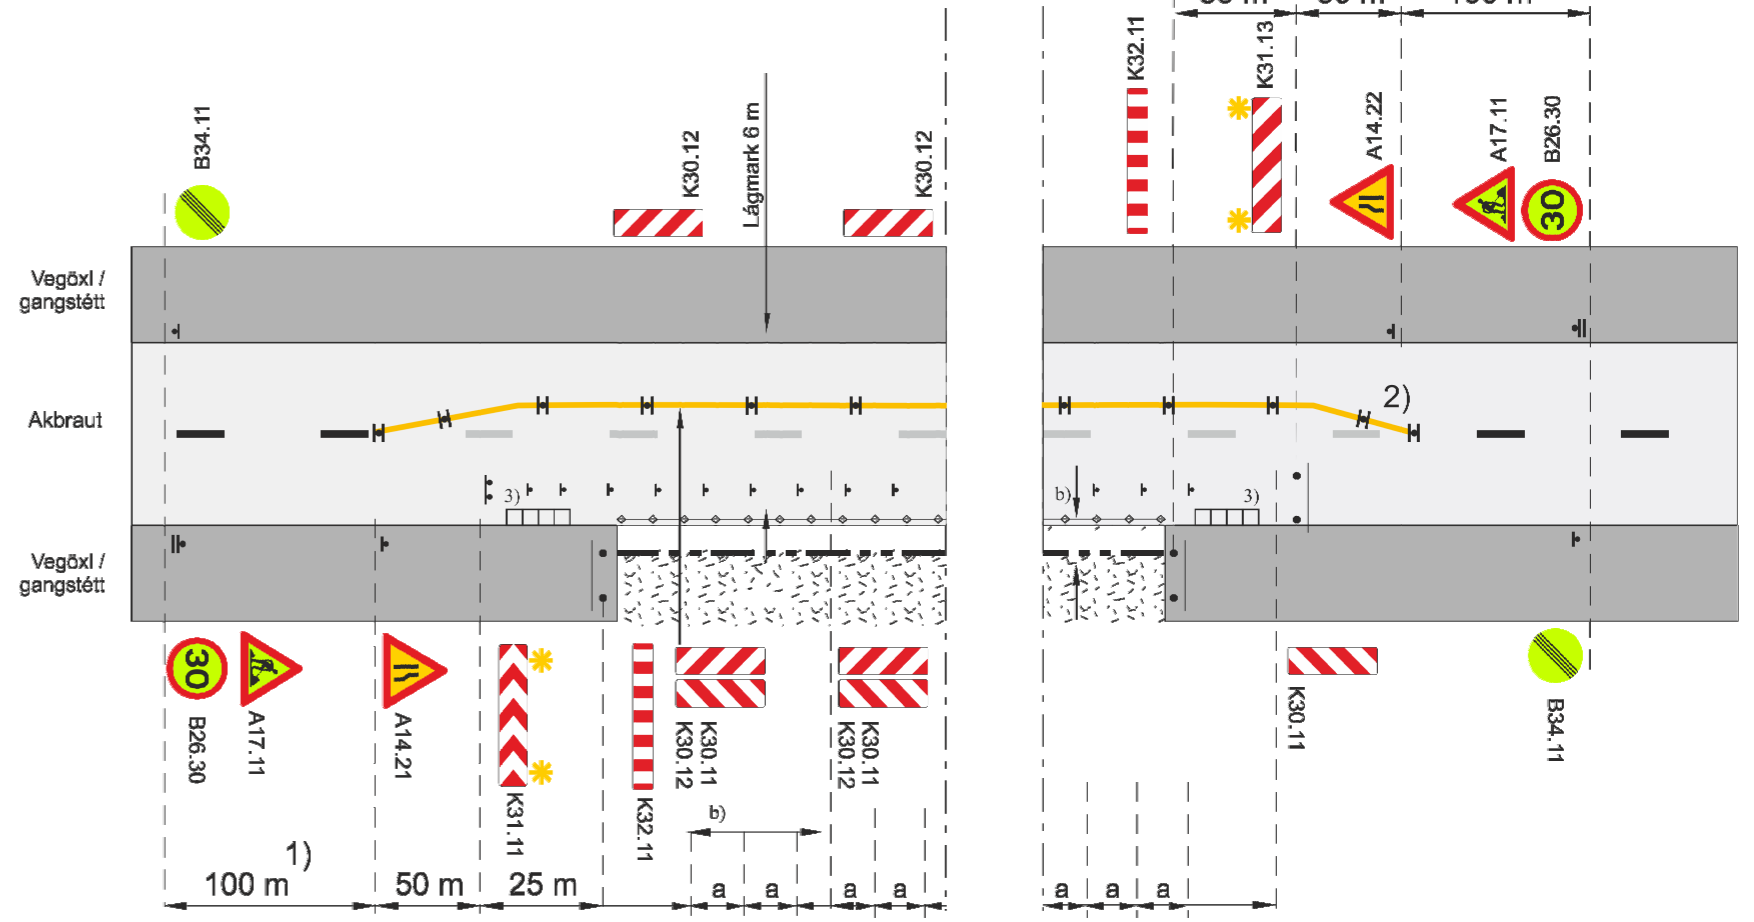 K32.11
K31.13
A14.22
A17.11
B26.30
30
B34.11
K30.12
Lágmark 6 m
K30.12
Vegöxl /
gangstétt
Akbraut
2)
3)
b)
3)
Vegöxl /
gangstétt
30
B26.30
A17.11
A14.21
K31.11
K32.11
K30.11
K30.12
K30.11
K30.12
K30.11
B34.11
b)
1)
100 m
50 m
25 m
a
a
a
a
a
a
a